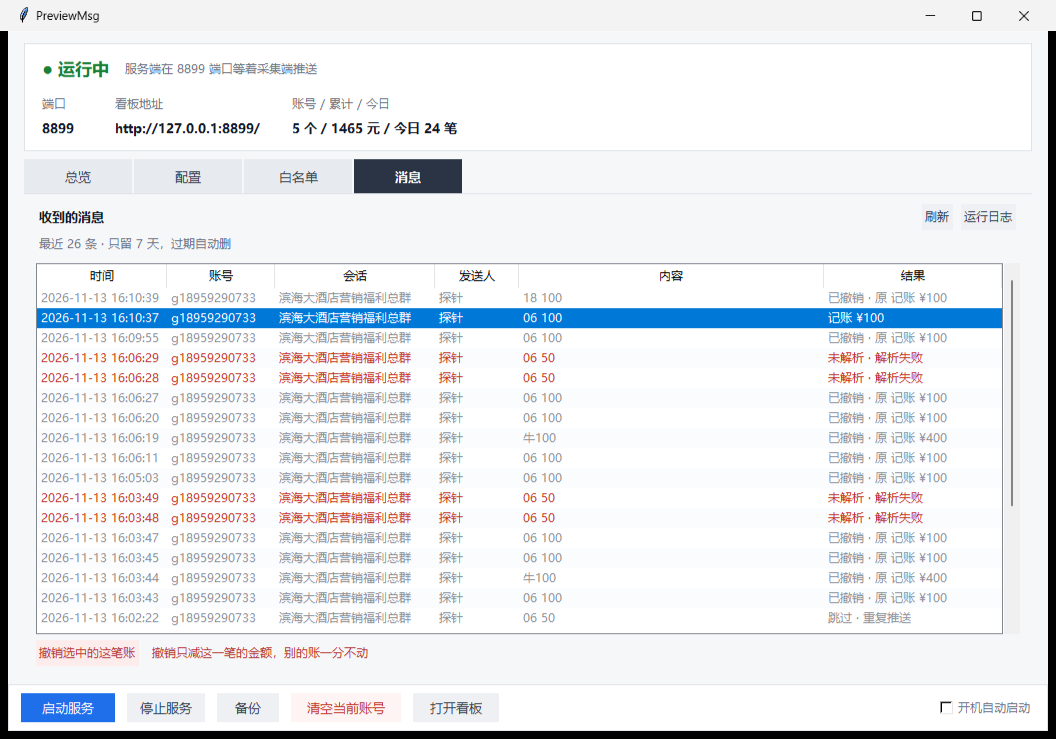 PreviewMsg
● 运行中 服务端在 8899 端口等着采集端推送
端口 看板地址 账号 / 累计 / 今日
8899 http://127.0.0.1:8899/ 5 个 / 1465 元 / 今日 24 笔
总览 配置 白名单 消息
收到的消息 刷新 运行日志
最近 26 条 · 只留 7 天，过期自动删
时间 账号 会话 发送人 内容 结果
2026-11-13 16:10:39 g18959290733 滨海大酒店营销福利总群 探针 18 100 已撤销 · 原 记账 ¥100
2026-11-13 16:10:37 g18959290733 滨海大酒店营销福利总群 探针 06 100 记账 ¥100
2026-11-13 16:09:55 g18959290733 滨海大酒店营销福利总群 探针 06 100 已撤销 · 原 记账 ¥100
2026-11-13 16:06:29 g18959290733 滨海大酒店营销福利总群 探针 06 50 未解析 · 解析失败
2026-11-13 16:06:28 g18959290733 滨海大酒店营销福利总群 探针 06 50 未解析 · 解析失败
2026-11-13 16:06:27 g18959290733 滨海大酒店营销福利总群 探针 06 100 已撤销 · 原 记账 ¥100
2026-11-13 16:06:20 g18959290733 滨海大酒店营销福利总群 探针 06 100 已撤销 · 原 记账 ¥100
2026-11-13 16:06:19 g18959290733 滨海大酒店营销福利总群 探针 牛100 已撤销 · 原 记账 ¥400
2026-11-13 16:06:11 g18959290733 滨海大酒店营销福利总群 探针 06 100 已撤销 · 原 记账 ¥100
2026-11-13 16:05:03 g18959290733 滨海大酒店营销福利总群 探针 06 100 已撤销 · 原 记账 ¥100
2026-11-13 16:03:49 g18959290733 滨海大酒店营销福利总群 探针 06 50 未解析 · 解析失败
2026-11-13 16:03:48 g18959290733 滨海大酒店营销福利总群 探针 06 50 未解析 · 解析失败
2026-11-13 16:03:47 g18959290733 滨海大酒店营销福利总群 探针 06 100 已撤销 · 原 记账 ¥100
2026-11-13 16:03:45 g18959290733 滨海大酒店营销福利总群 探针 06 100 已撤销 · 原 记账 ¥100
2026-11-13 16:03:44 g18959290733 滨海大酒店营销福利总群 探针 牛100 已撤销 · 原 记账 ¥400
2026-11-13 16:03:43 g18959290733 滨海大酒店营销福利总群 探针 06 100 已撤销 · 原 记账 ¥100
2026-11-13 16:02:22 g18959290733 滨海大酒店营销福利总群 探针 06 50 跳过 · 重复推送
撤销选中的这笔账 撤销只减这一笔的金额，别的账一分不动
启动服务 停止服务 备份 清空当前账号 打开看板 开机自动启动